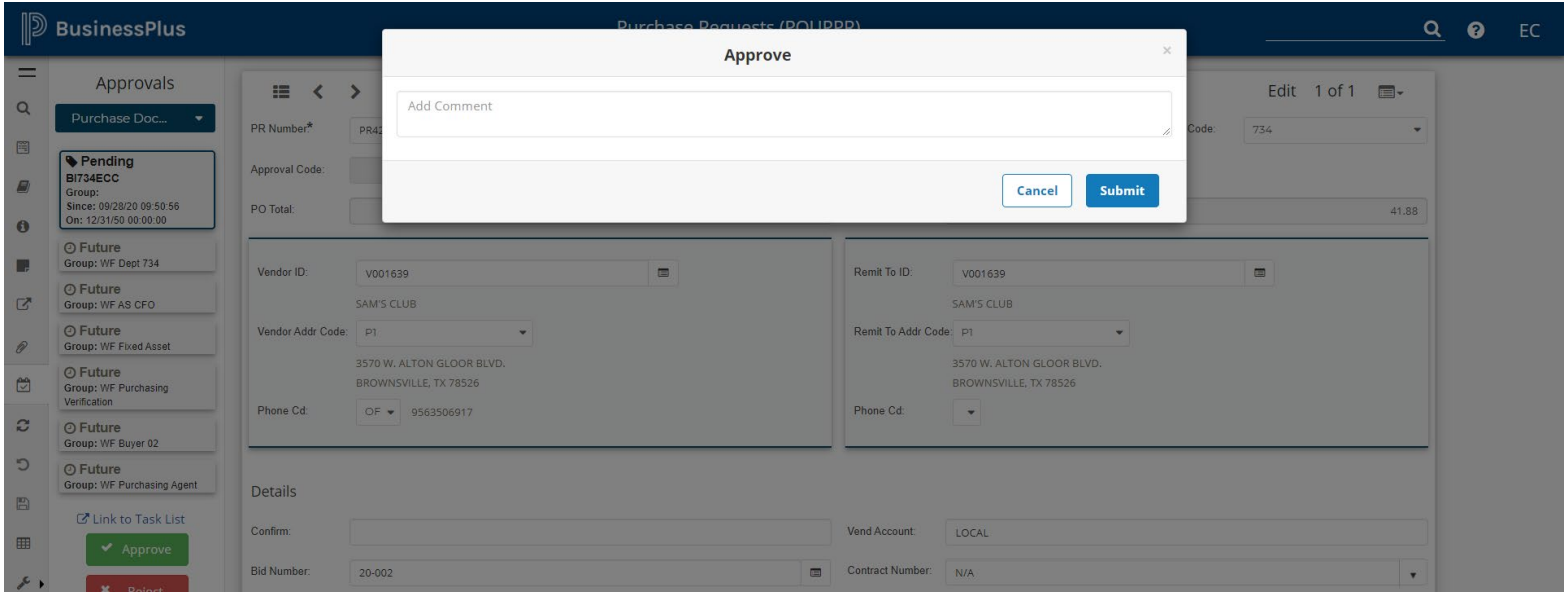 BusinessPlus
Purchase Requests (POUPPR)
EC
Approve
×
Add Comment
Cancel
Submit
Approvals
Purchase Doc...
Pending
BI734ECC
Group:
Since: 09/28/20 09:50:56
On: 12/31/50 00:00:00
Future
Group: WF Dept 734
Future
Group: WF AS CFO
Future
Group: WF Fixed Asset
Future
Group: WF Purchasing
Verification
Future
Group: WF Buyer 02
Future
Group: WF Purchasing Agent
Link to Task List
Approve
Reject
Edit 1 of 1
PR Number:* PR42
Code: 734
Approval Code:
PO Total: 41.88
Vendor ID: V001639
SAM'S CLUB
Vendor Addr Code: P1
3570 W. ALTON GLOOR BLVD.
BROWNSVILLE, TX 78526
Phone Cd: OF 9563506917
Remit To ID: V001639
SAM'S CLUB
Remit To Addr Code: P1
3570 W. ALTON GLOOR BLVD.
BROWNSVILLE, TX 78526
Phone Cd:
Details
Confirm:
Vend Account: LOCAL
Bid Number: 20-002
Contract Number: N/A